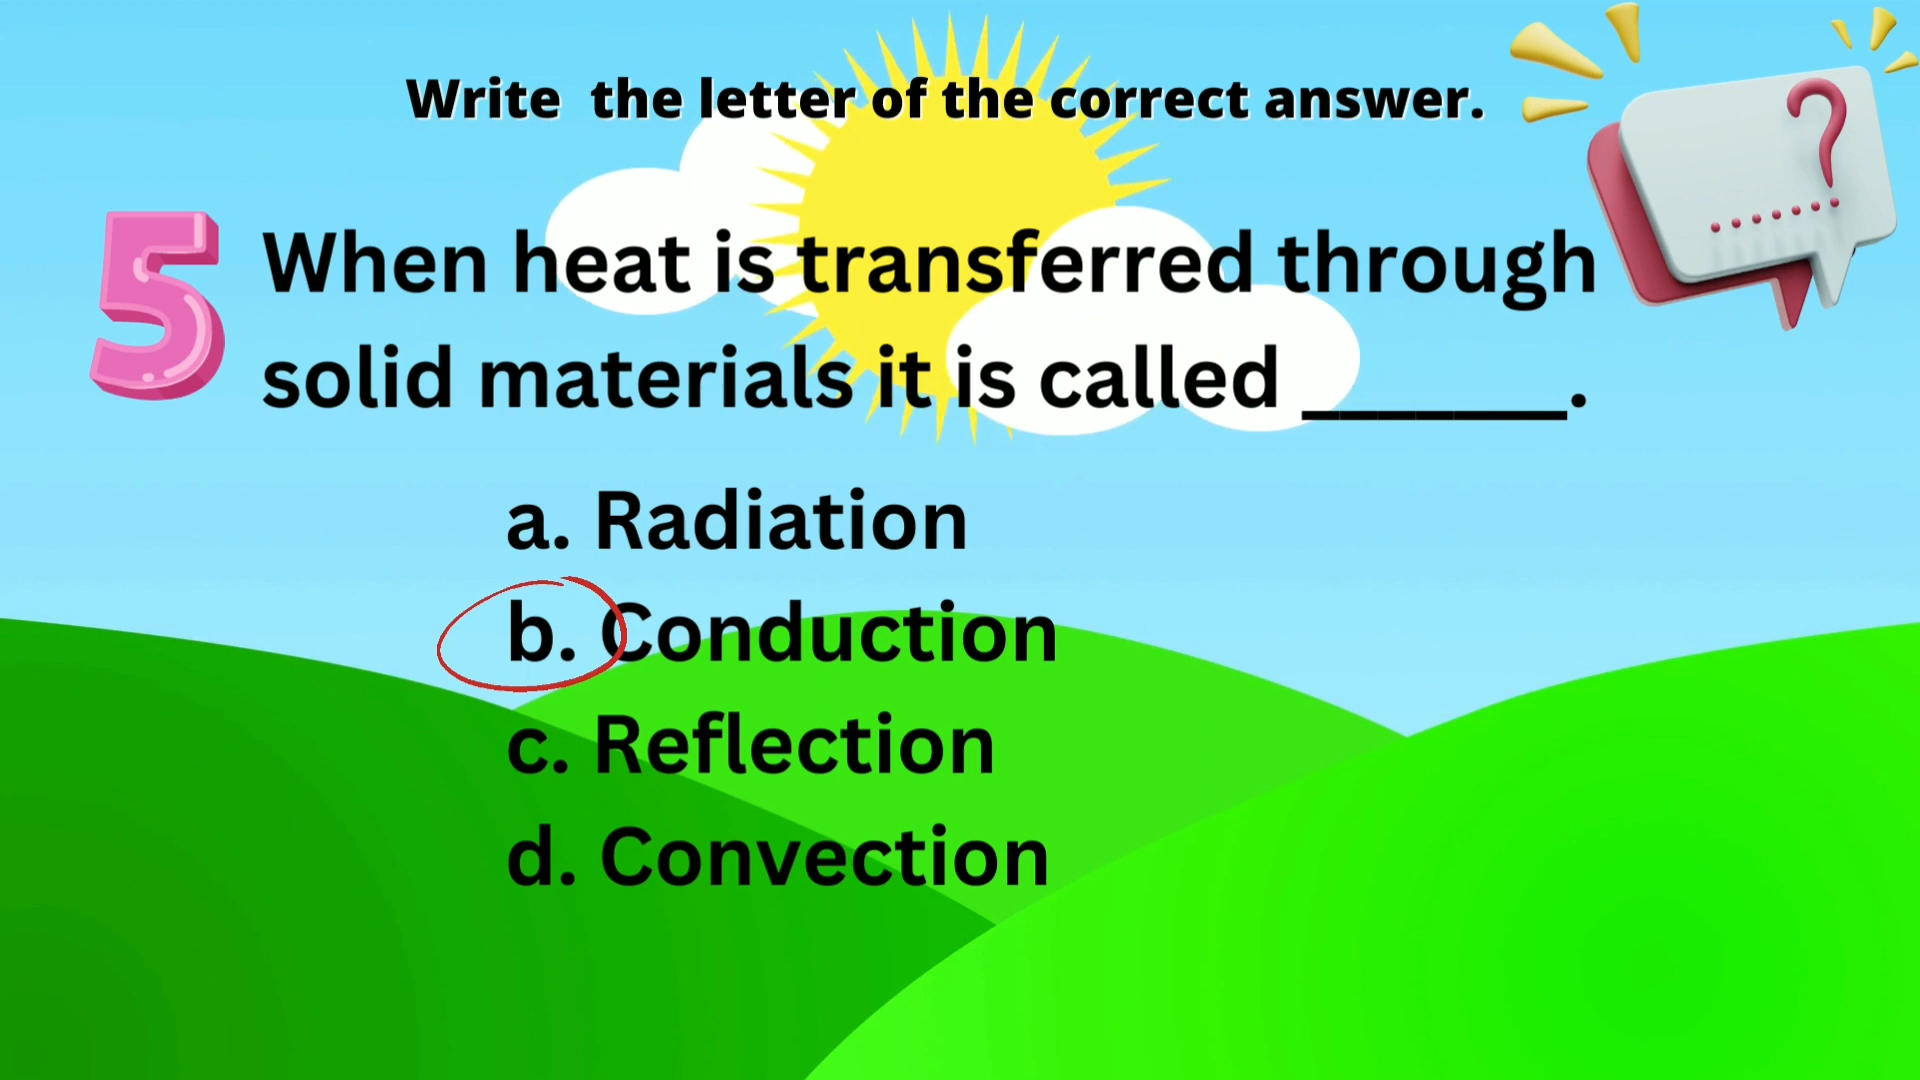 Write the letter of the correct answer.
5
When heat is transferred through
solid materials it is called ______.
a. Radiation
b. Conduction
c. Reflection
d. Convection
?